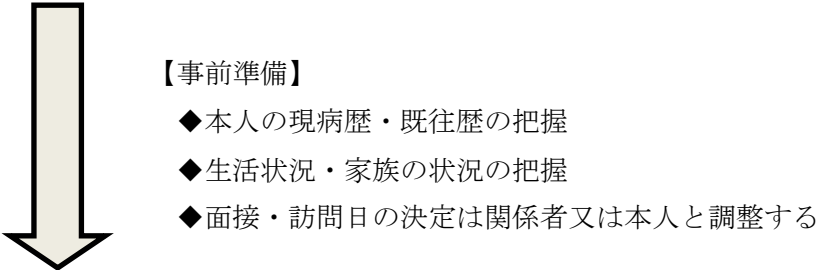 【事前準備】
◆本人の現病歴・既往歴の把握
◆生活状況・家族の状況の把握
◆面接・訪問日の決定は関係者又は本人と調整する